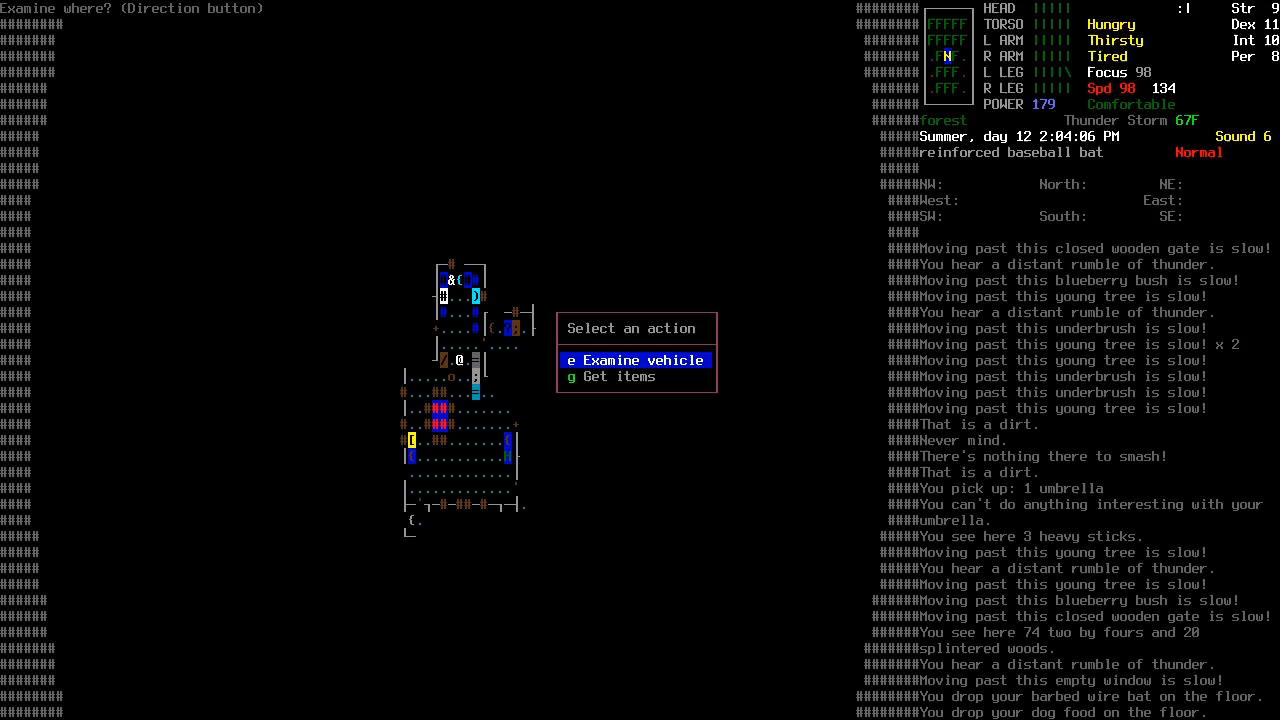 Examine where? (Direction button)
HEAD ||||| :| Str 9
TORSO ||||| Hungry Dex 11
L ARM ||||| Thirsty Int 10
R ARM ||||| Tired Per 8
L LEG ||||\ Focus 98
R LEG ||||| Spd 98 134
POWER 179 Comfortable
forest Thunder Storm 67F
Summer, day 12 2:04:06 PM Sound 6
reinforced baseball bat Normal
NW: North: NE:
West: East:
SW: South: SE:
Moving past this closed wooden gate is slow!
You hear a distant rumble of thunder.
Moving past this blueberry bush is slow!
Moving past this young tree is slow!
You hear a distant rumble of thunder.
Moving past this underbrush is slow!
Moving past this underbrush is slow! x 2
Moving past this young tree is slow!
Moving past this underbrush is slow!
Moving past this underbrush is slow!
Moving past this young tree is slow!
That is a dirt.
Never mind.
There's nothing there to smash!
That is a dirt.
You pick up: 1 umbrella
You can't do anything interesting with your
umbrella.
You see here 3 heavy sticks.
Moving past this young tree is slow!
You hear a distant rumble of thunder.
Moving past this young tree is slow!
Moving past this blueberry bush is slow!
Moving past this closed wooden gate is slow!
You see here 74 two by fours and 20
splintered woods.
You hear a distant rumble of thunder.
Moving past this empty window is slow!
You drop your barbed wire bat on the floor.
You drop your dog food on the floor.
Select an action
e Examine vehicle
g Get items